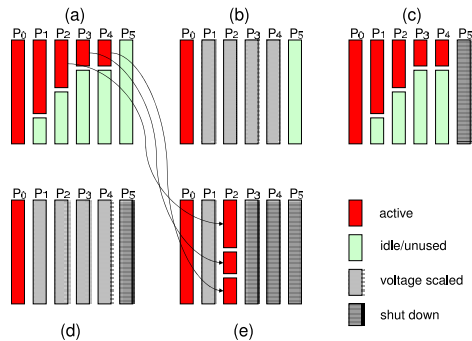 (a) (b) (c)
P0 P1 P2 P3 P4 P5 P0 P1 P2 P3 P4 P5 P0 P1 P2 P3 P4 P5
P0 P1 P2 P3 P4 P5 P0 P1 P2 P3 P4 P5
active
idle/unused
voltage scaled
shut down
(d) (e)